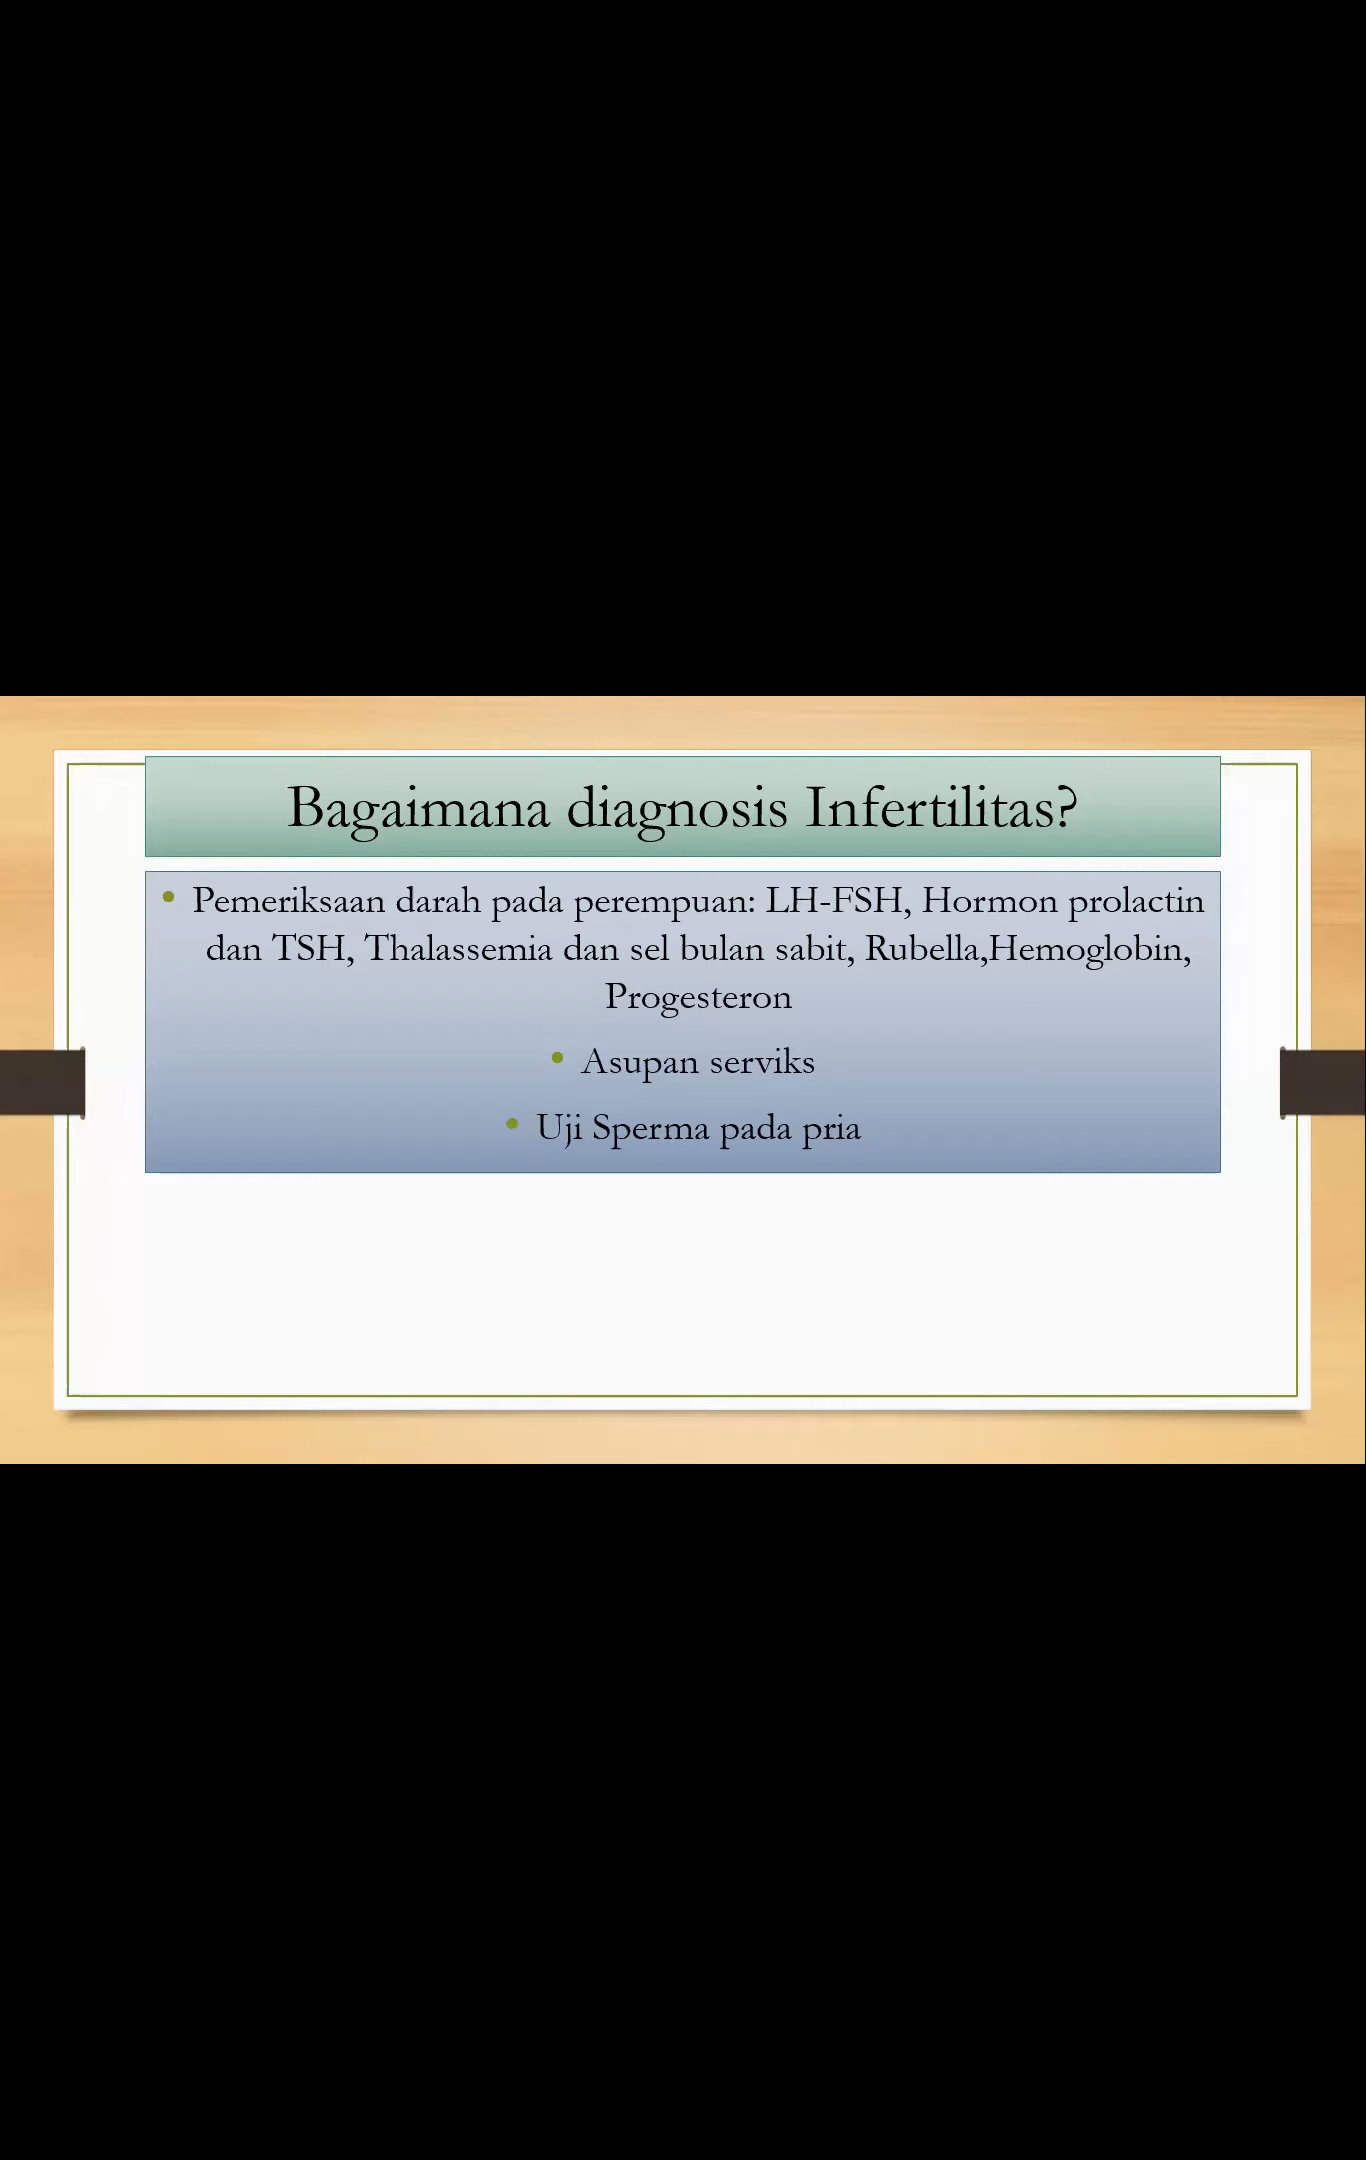 Bagaimana diagnosis Infertilitas?
• Pemeriksaan darah pada perempuan: LH-FSH, Hormon prolactin
dan TSH, Thalassemia dan sel bulan sabit, Rubella,Hemoglobin,
Progesteron
• Asupan serviks
• Uji Sperma pada pria